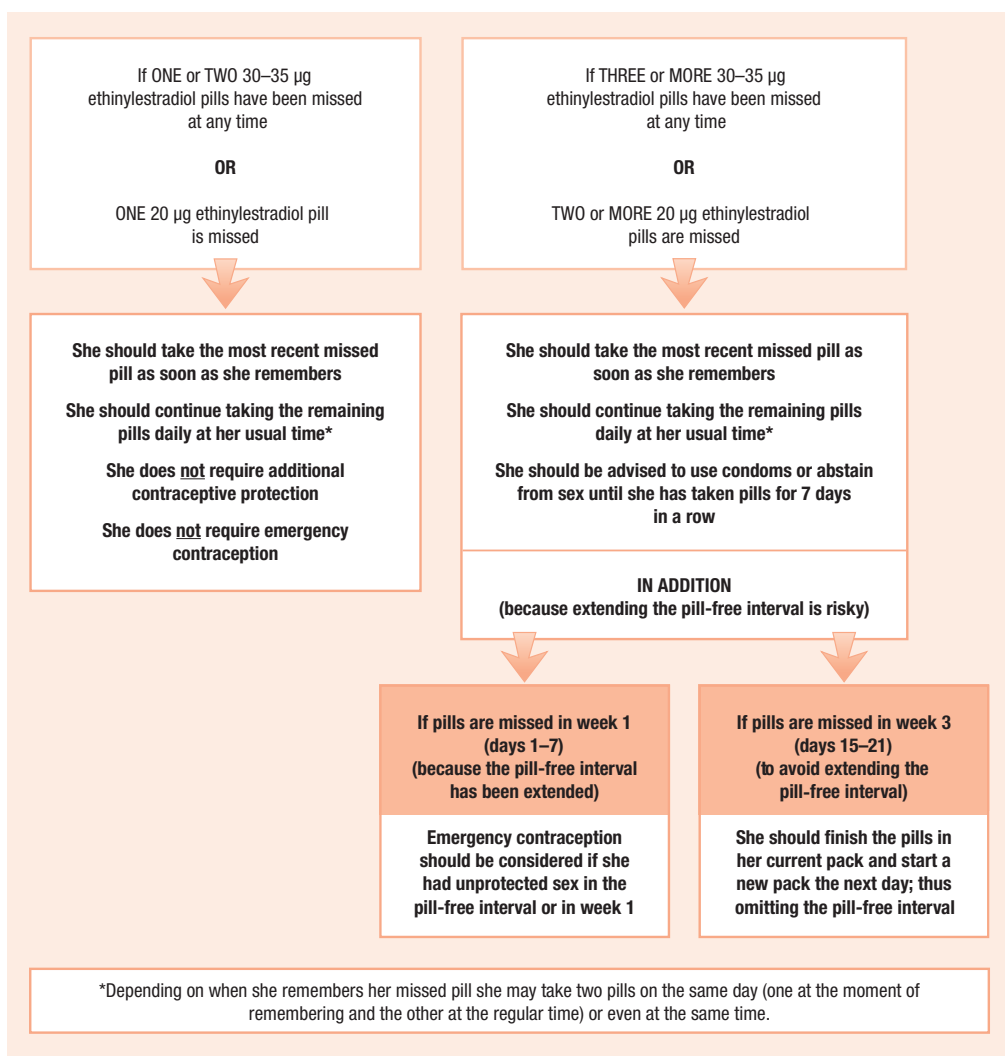 If ONE or TWO 30–35 µg
ethinylestradiol pills have been missed
at any time
OR
ONE 20 µg ethinylestradiol pill
is missed
If THREE or MORE 30–35 µg
ethinylestradiol pills have been missed
at any time
OR
TWO or MORE 20 µg ethinylestradiol
pills are missed
She should take the most recent missed
pill as soon as she remembers
She should continue taking the remaining
pills daily at her usual time*
She does not require additional
contraceptive protection
She does not require emergency
contraception
She should take the most recent missed pill as
soon as she remembers
She should continue taking the remaining pills
daily at her usual time*
She should be advised to use condoms or abstain
from sex until she has taken pills for 7 days
in a row
IN ADDITION
(because extending the pill-free interval is risky)
If pills are missed in week 1
(days 1–7)
(because the pill-free interval
has been extended)
Emergency contraception
should be considered if she
had unprotected sex in the
pill-free interval or in week 1
If pills are missed in week 3
(days 15–21)
(to avoid extending the
pill-free interval)
She should finish the pills in
her current pack and start a
new pack the next day; thus
omitting the pill-free interval
*Depending on when she remembers her missed pill she may take two pills on the same day (one at the moment of
remembering and the other at the regular time) or even at the same time.